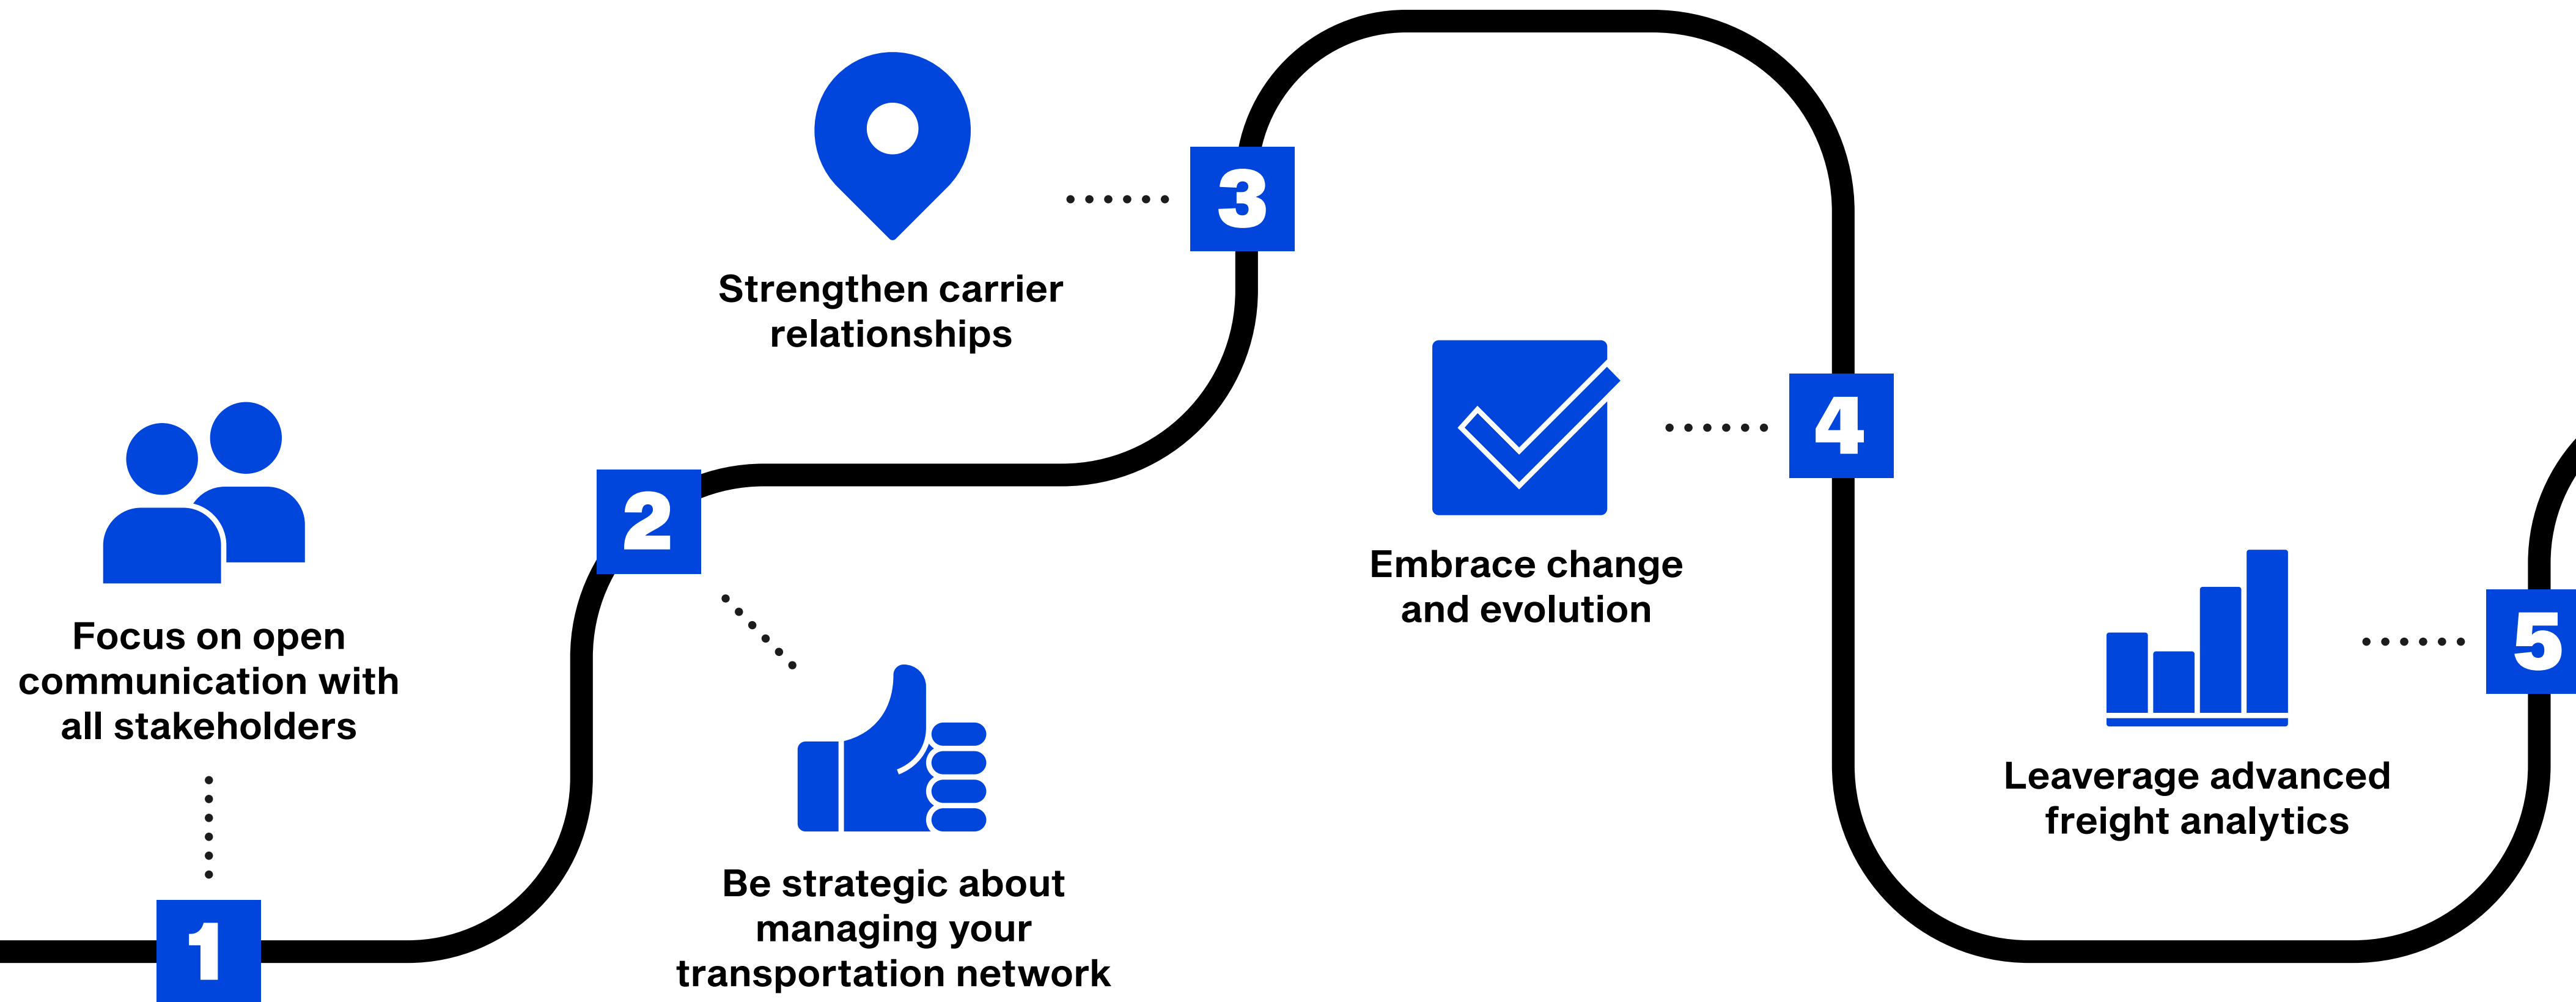 Focus on open
communication with
all stakeholders
1
2
Be strategic about
managing your
transportation network
Strengthen carrier
relationships
3
Embrace change
and evolution
4
Leaverage advanced
freight analytics
5